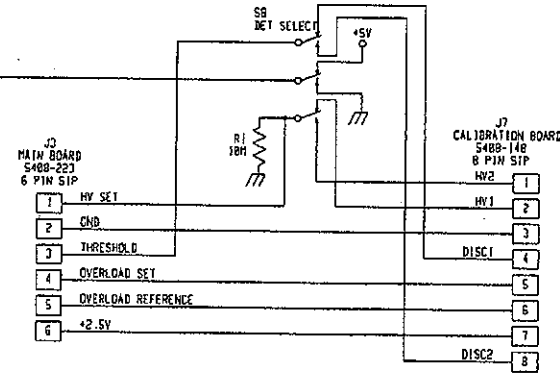 S8
DET SELECT
+5V
R1
10M
J3
MAIN BOARD
5408-223
6 PIN SIP
1 HV SET
2 GND
3 THRESHOLD
4 OVERLOAD SET
5 OVERLOAD REFERENCE
6 +2.5V
J7
CALIBRATION BOARD
5408-148
8 PIN SIP
HV2 1
HV1 2
3
DISC1 4
5
6
7
DISC2 8